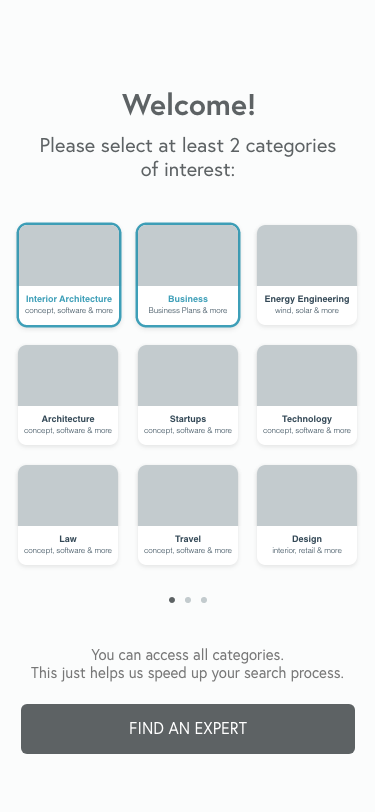 Welcome!
Please select at least 2 categories
of interest:
Interior Architecture
concept, software & more
Business
Business Plans & more
Energy Engineering
wind, solar & more
Architecture
concept, software & more
Startups
concept, software & more
Technology
concept, software & more
Law
concept, software & more
Travel
concept, software & more
Design
interior, retail & more
You can access all categories.
This just helps us speed up your search process.
FIND AN EXPERT